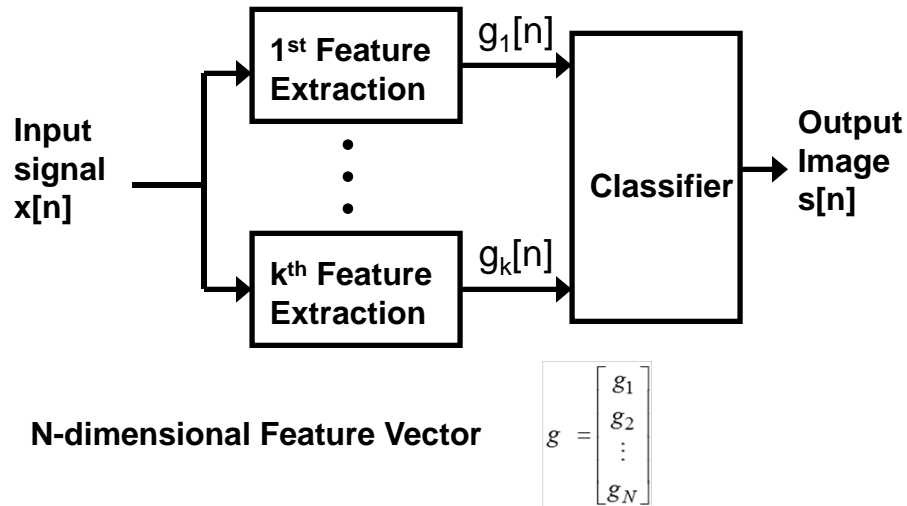 Input
signal
x[n]
1st Feature
Extraction
g1[n]
kth Feature
Extraction
gk[n]
Classifier
Output
Image
s[n]
N-dimensional Feature Vector
g = [g1
g2
⋮
gN]